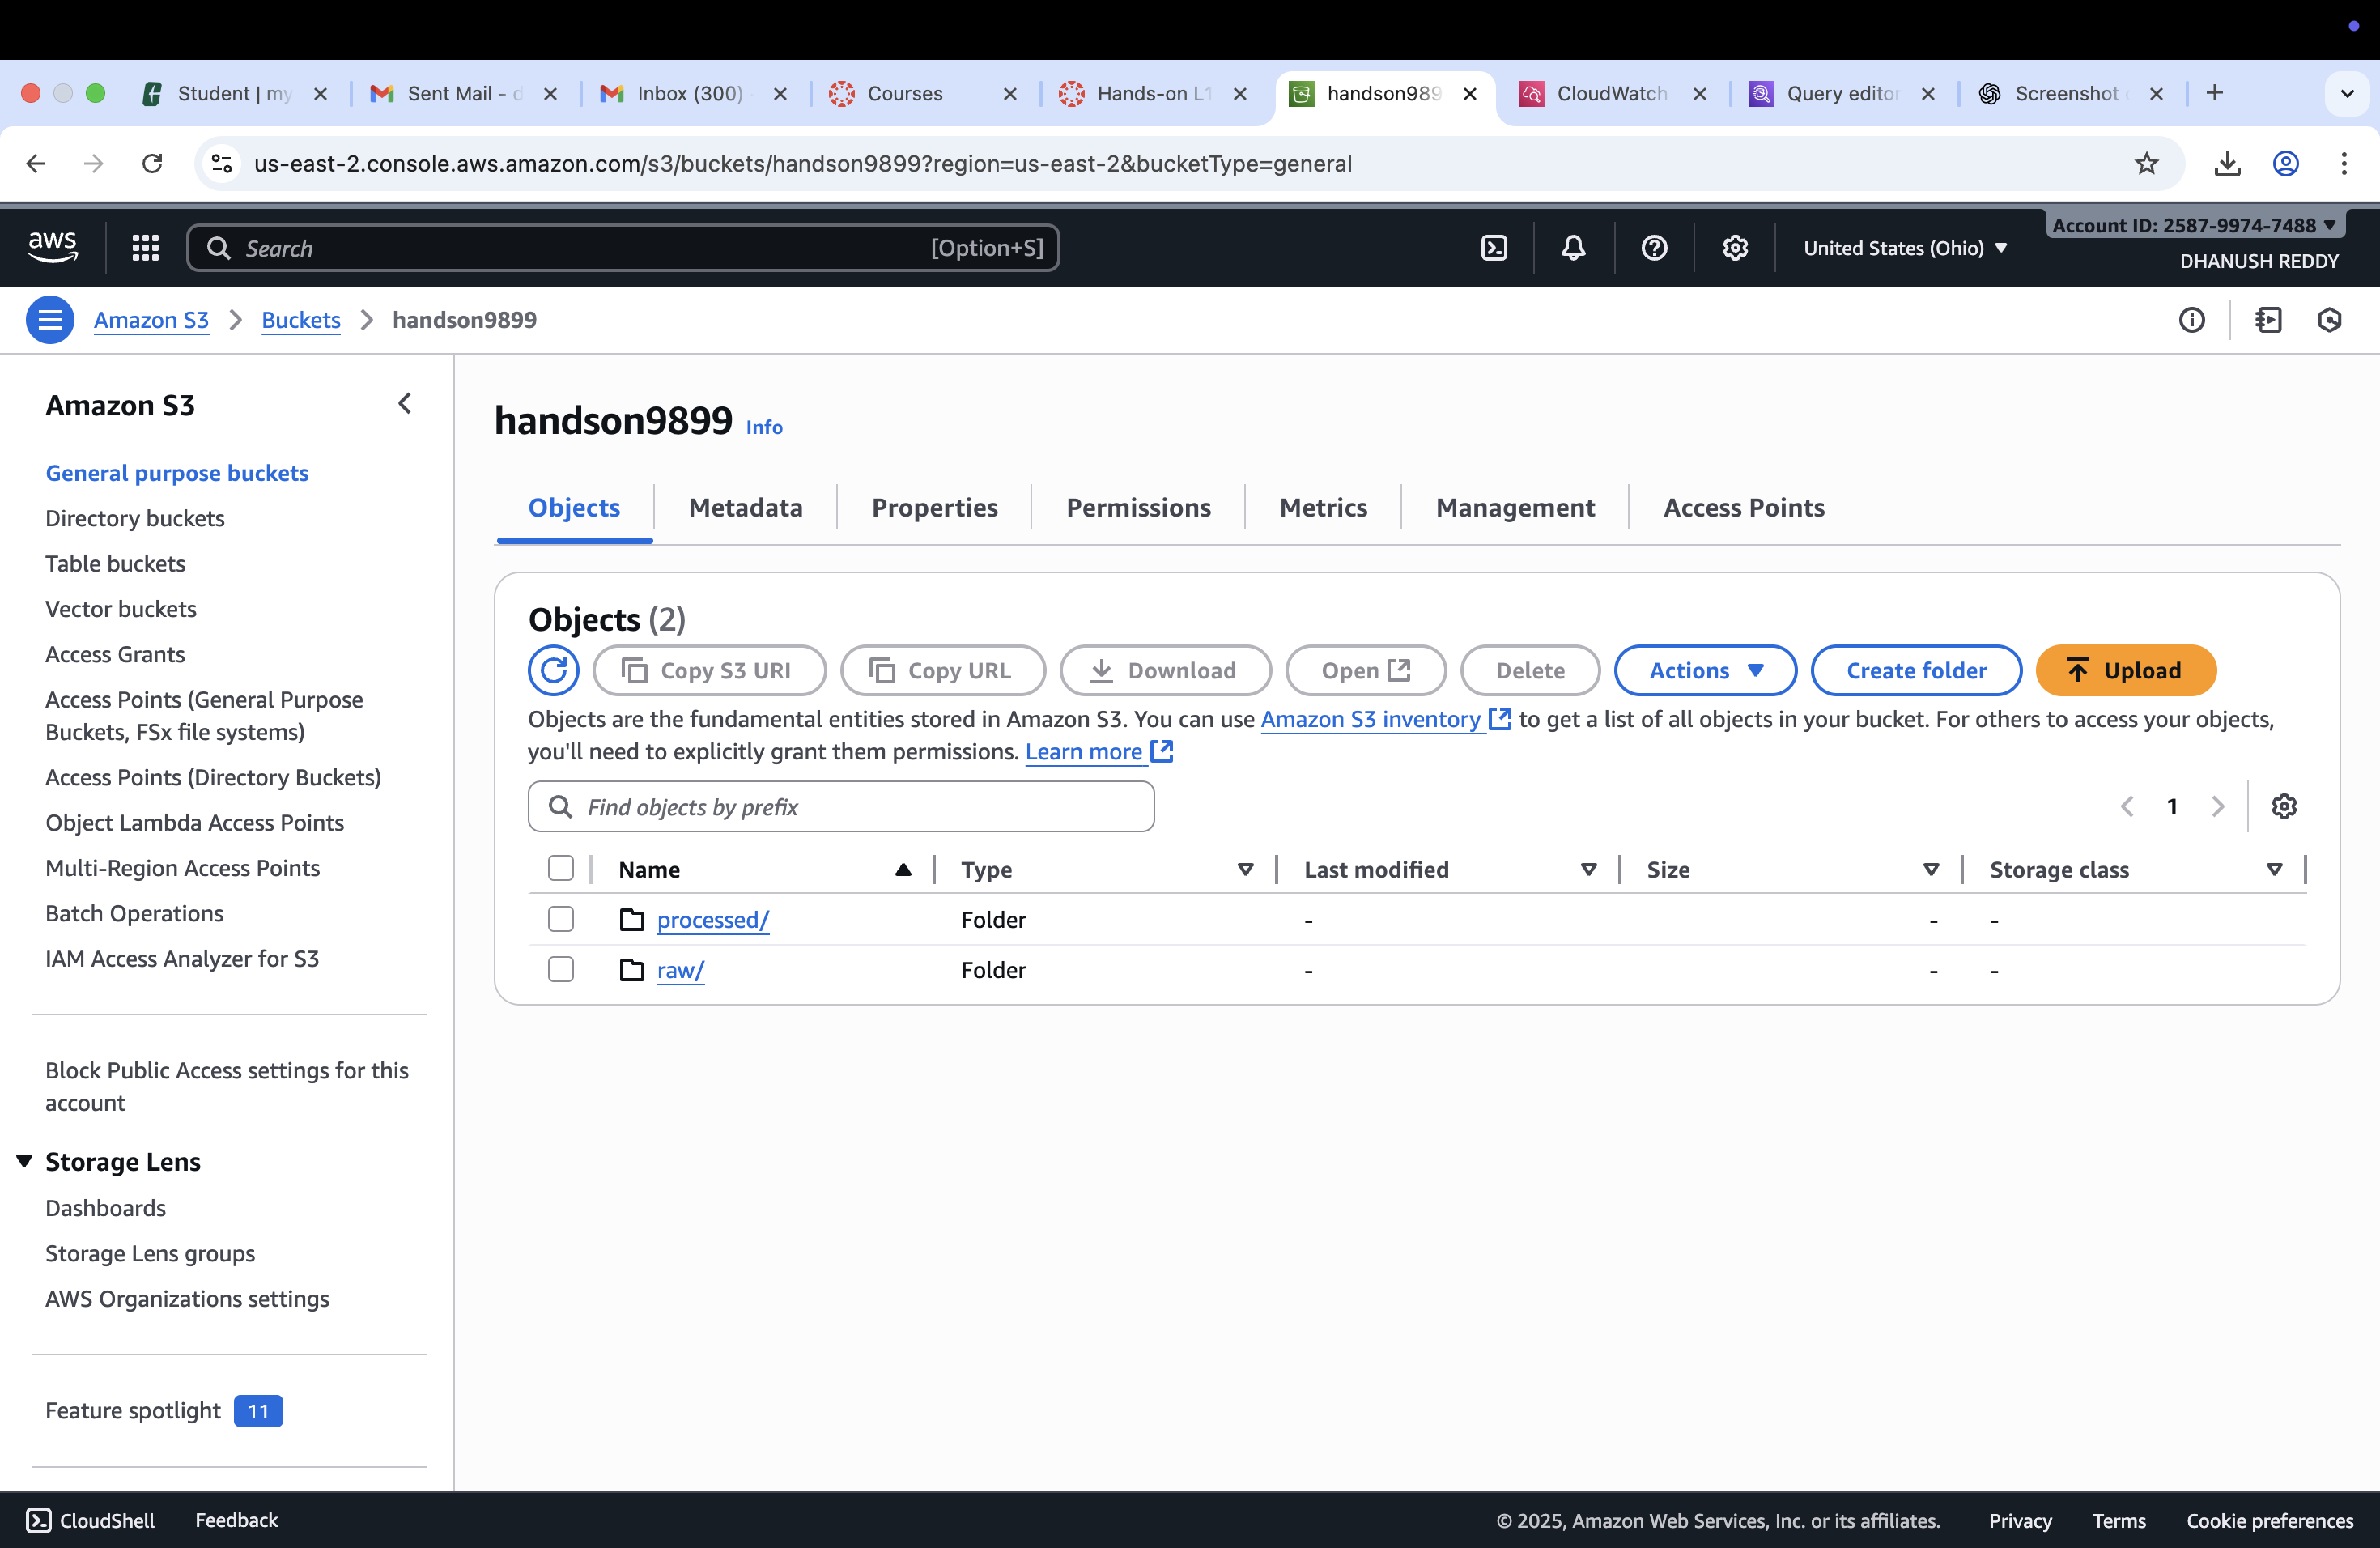 Student | my
Sent Mail - d
Inbox (300)
Courses
Hands-on L1
handson989
CloudWatch
Query editor
Screenshot
us-east-2.console.aws.amazon.com/s3/buckets/handson9899?region=us-east-2&bucketType=general
aws
Search
[Option+S]
United States (Ohio)
Account ID: 2587-9974-7488
DHANUSH REDDY
Amazon S3
Buckets
handson9899
Amazon S3
General purpose buckets
Directory buckets
Table buckets
Vector buckets
Access Grants
Access Points (General Purpose
Buckets, FSx file systems)
Access Points (Directory Buckets)
Object Lambda Access Points
Multi-Region Access Points
Batch Operations
IAM Access Analyzer for S3
Block Public Access settings for this
account
Storage Lens
Dashboards
Storage Lens groups
AWS Organizations settings
Feature spotlight 11
handson9899 Info
Objects
Metadata
Properties
Permissions
Metrics
Management
Access Points
Objects (2)
Copy S3 URI
Copy URL
Download
Open
Delete
Actions
Create folder
Upload
Objects are the fundamental entities stored in Amazon S3. You can use Amazon S3 inventory to get a list of all objects in your bucket. For others to access your objects,
you'll need to explicitly grant them permissions. Learn more
Find objects by prefix
1
Name Type Last modified Size Storage class
processed/ Folder - - -
raw/ Folder - - -
CloudShell
Feedback
© 2025, Amazon Web Services, Inc. or its affiliates.
Privacy
Terms
Cookie preferences